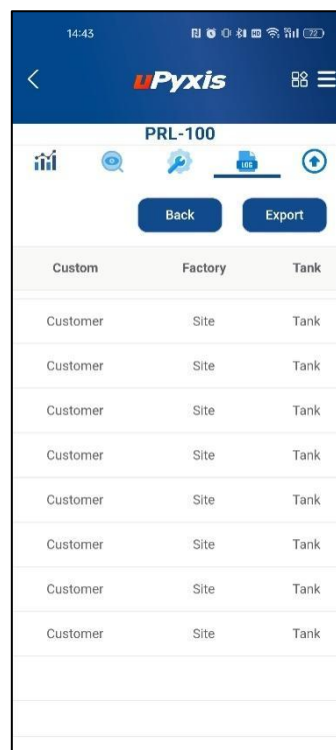 14:43 72
uPyxis
PRL-100
LOG
Back Export
Custom Factory Tank
Customer Site Tank
Customer Site Tank
Customer Site Tank
Customer Site Tank
Customer Site Tank
Customer Site Tank
Customer Site Tank
Customer Site Tank